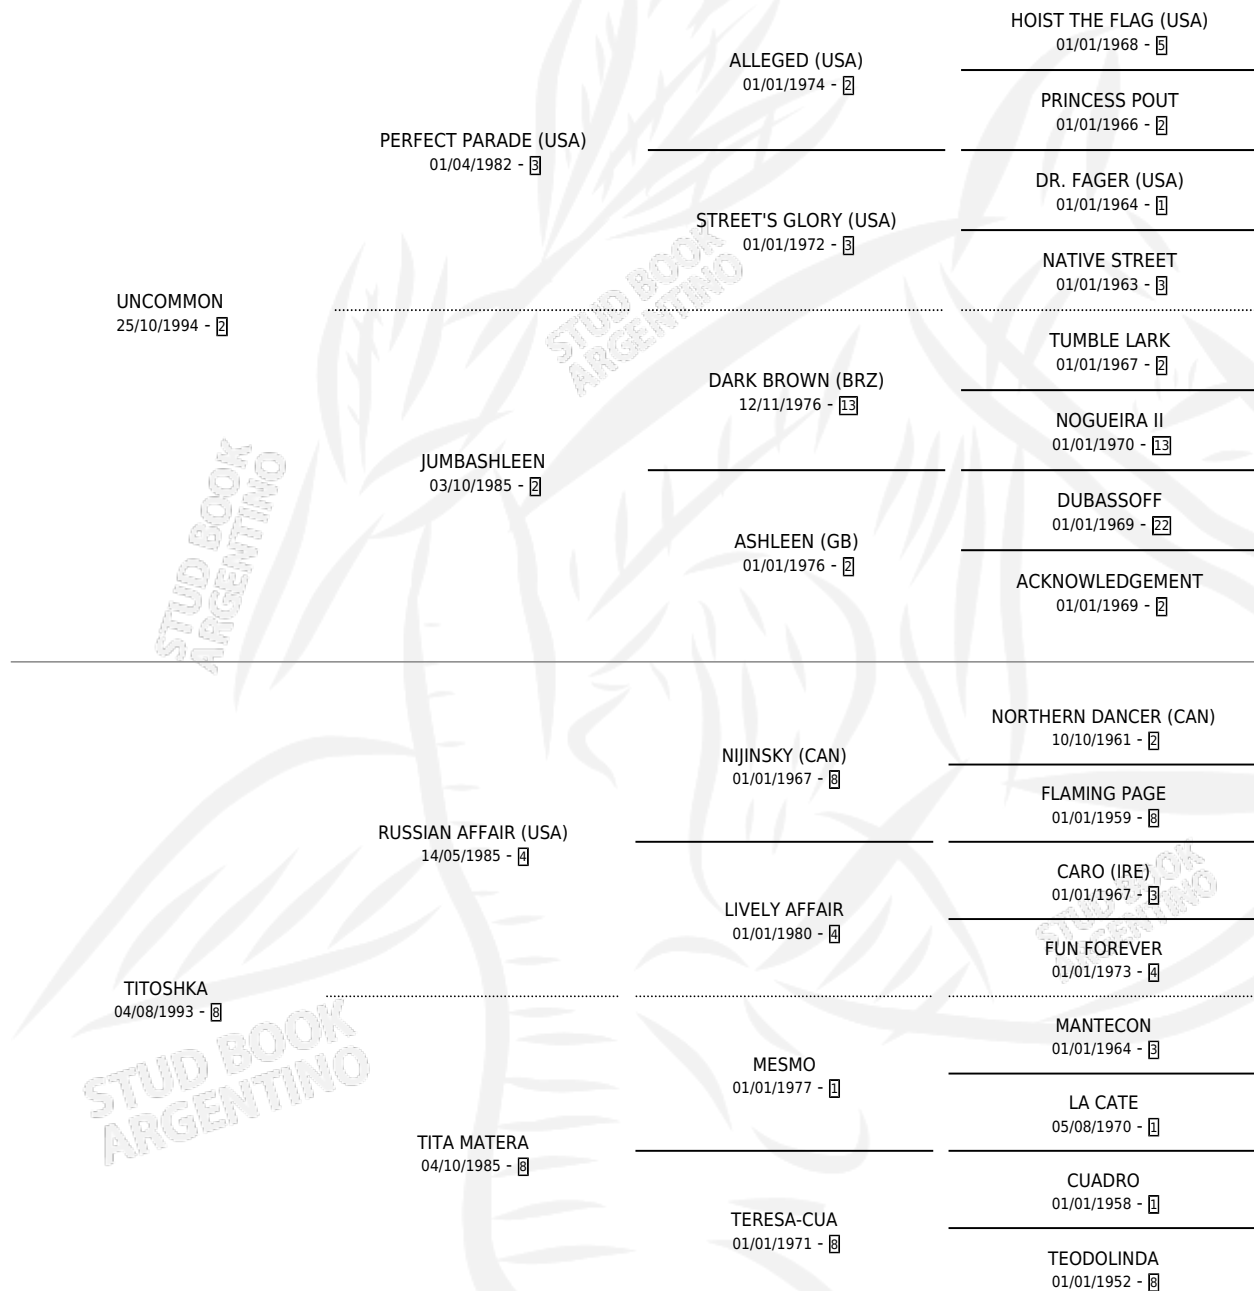 HOIST THE FLAG (USA)
01/01/1968 - 5
ALLEGED (USA)
01/01/1974 - 2
PRINCESS POUT
01/01/1966 - 2
PERFECT PARADE (USA)
01/04/1982 - 3
DR. FAGER (USA)
01/01/1964 - 1
STREET'S GLORY (USA)
01/01/1972 - 3
NATIVE STREET
01/01/1963 - 3
UNCOMMON
25/10/1994 - 2
TUMBLE LARK
01/01/1967 - 2
DARK BROWN (BRZ)
12/11/1976 - 13
NOGUEIRA II
01/01/1970 - 13
JUMBASHLEEN
03/10/1985 - 2
DUBASSOFF
01/01/1969 - 22
ASHLEEN (GB)
01/01/1976 - 2
ACKNOWLEDGEMENT
01/01/1969 - 2
NORTHERN DANCER (CAN)
10/10/1961 - 2
NIJINSKY (CAN)
01/01/1967 - 8
FLAMING PAGE
01/01/1959 - 8
RUSSIAN AFFAIR (USA)
14/05/1985 - 4
CARO (IRE)
01/01/1967 - 3
LIVELY AFFAIR
01/01/1980 - 4
FUN FOREVER
01/01/1973 - 4
TITOSHKA
04/08/1993 - 8
MANTECON
01/01/1964 - 3
MESMO
01/01/1977 - 1
LA CATE
05/08/1970 - 1
TITA MATERA
04/10/1985 - 8
CUADRO
01/01/1958 - 1
TERESA-CUA
01/01/1971 - 8
TEODOLINDA
01/01/1952 - 8
STUD BOOK
ARGENTINO
STUD BOOK
ARGENTINO
STUD BOOK
ARGENTINO
STUD BOOK
ARGENTINO